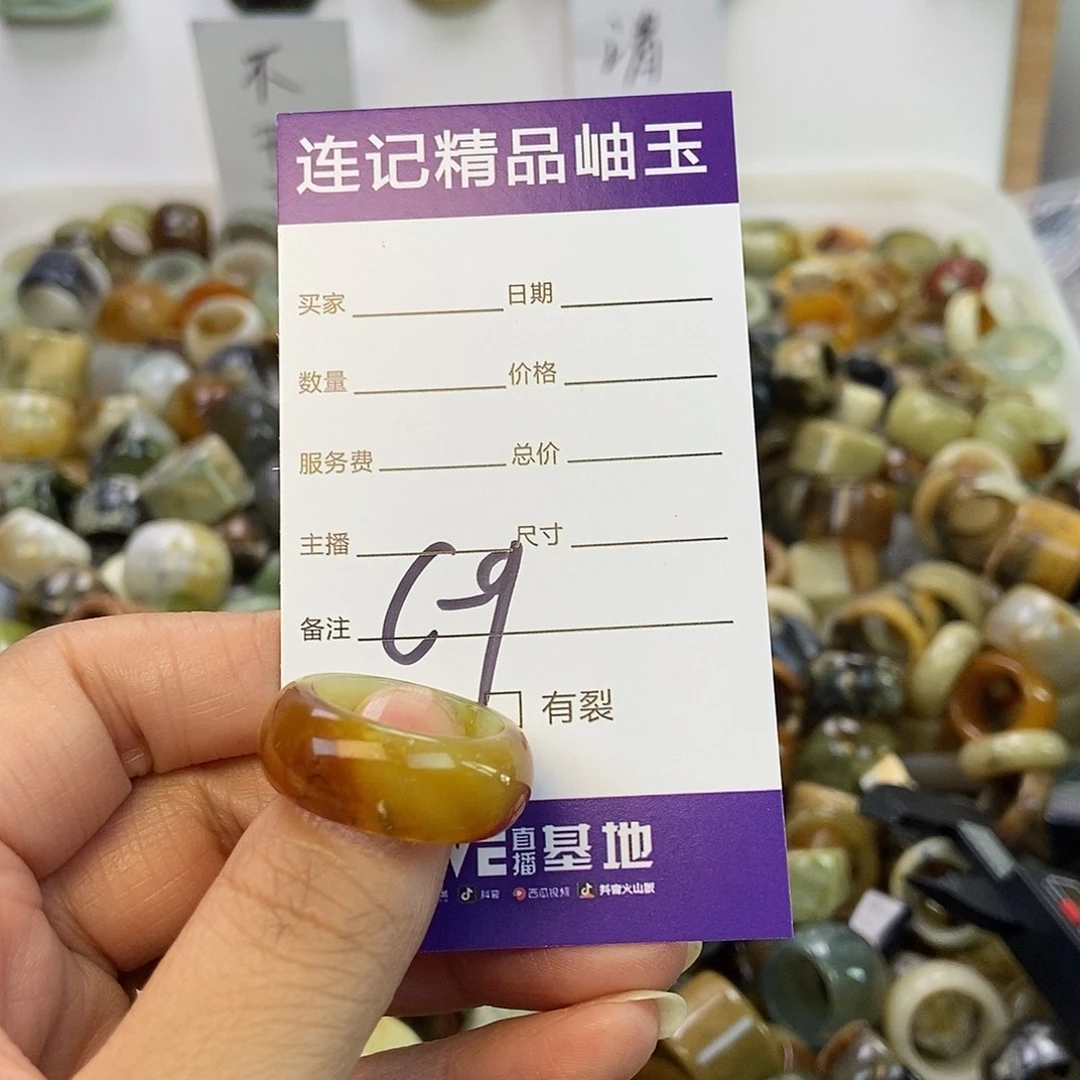 不
清
连记精品岫玉
买家 日期
数量 价格
服务费 总价
主播 尺寸
备注
C9
有裂
直播基地
抖音 西瓜视频 抖音火山版